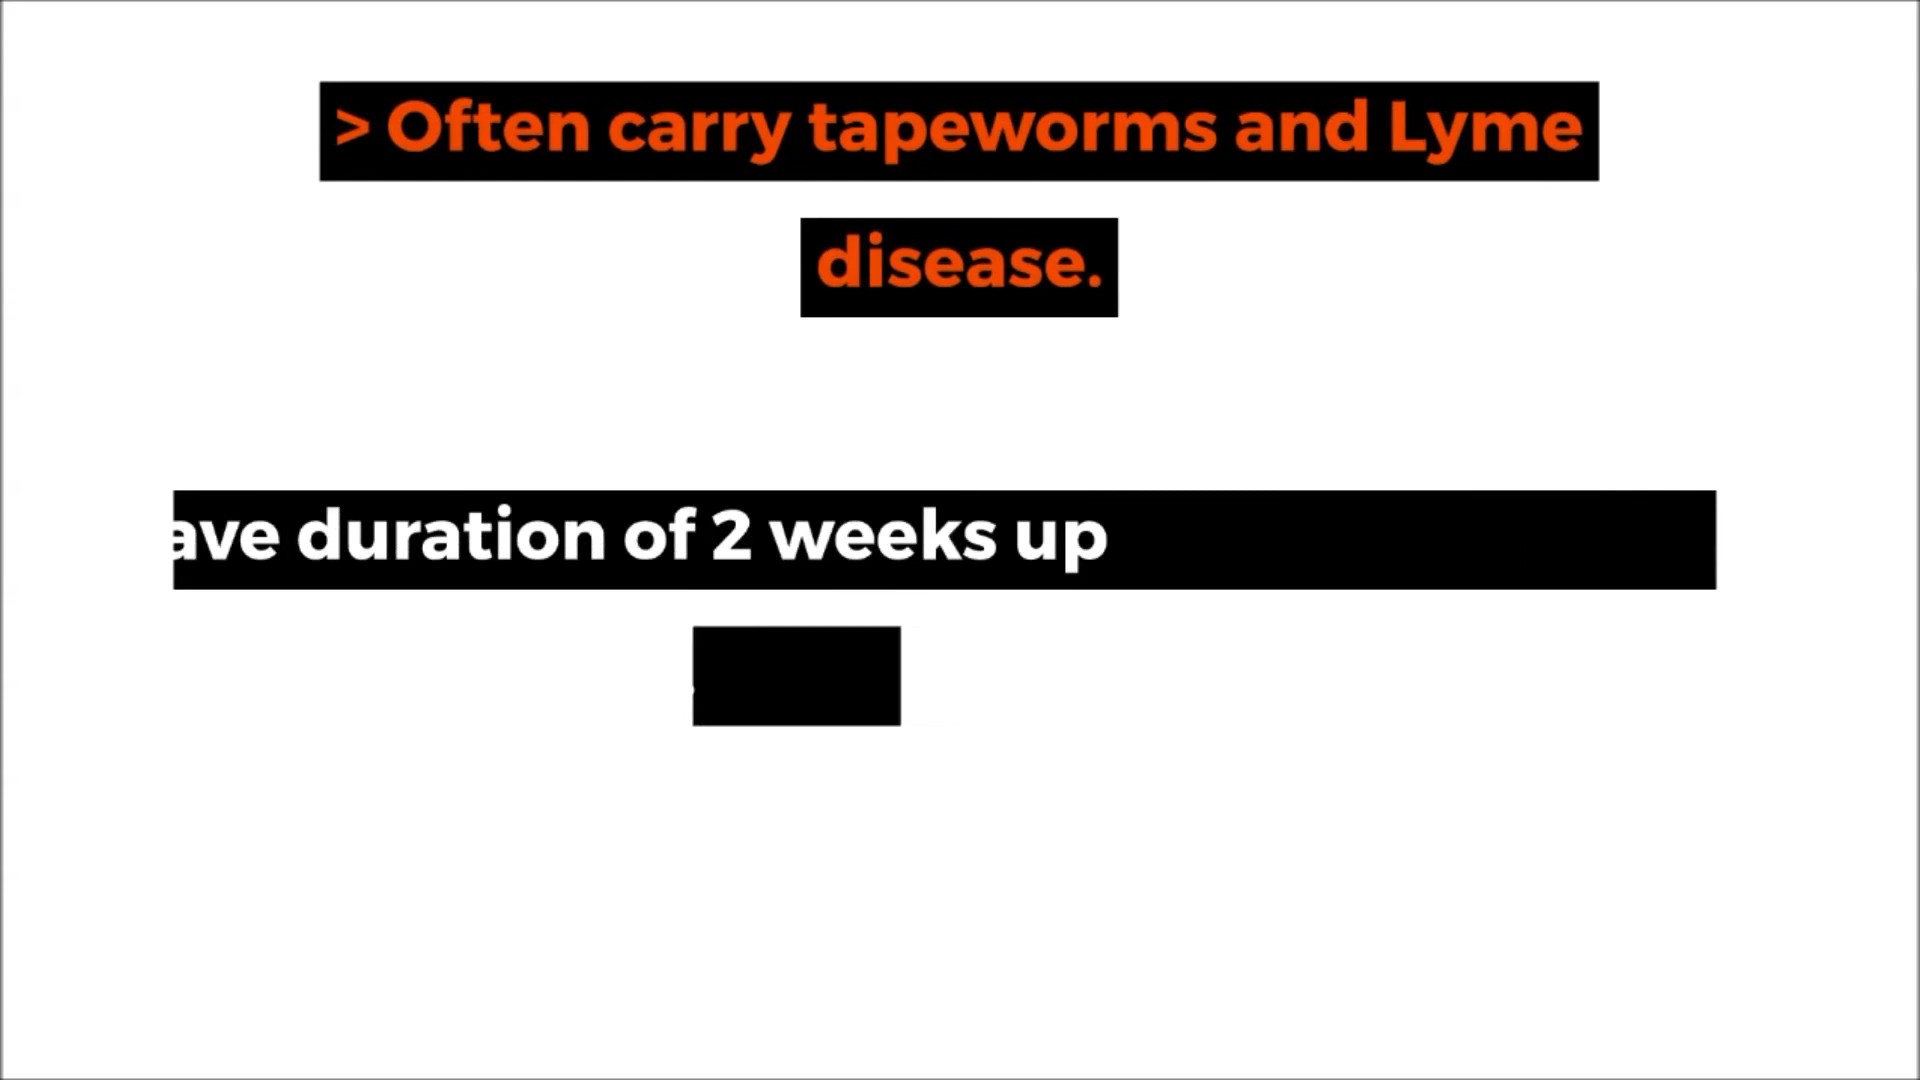 > Often carry tapeworms and Lyme
disease.
ave duration of 2 weeks up